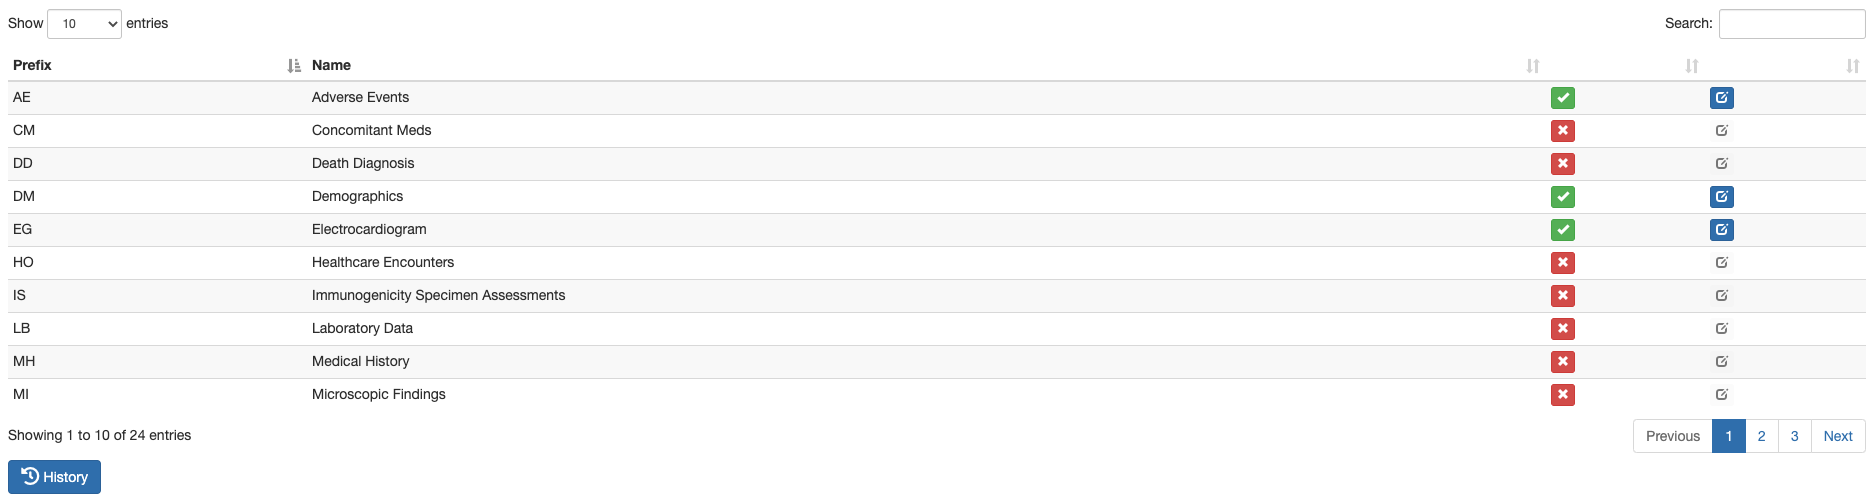 Show 10 entries Search:
Prefix Name
AE Adverse Events
CM Concomitant Meds
DD Death Diagnosis
DM Demographics
EG Electrocardiogram
HO Healthcare Encounters
IS Immunogenicity Specimen Assessments
LB Laboratory Data
MH Medical History
MI Microscopic Findings
Showing 1 to 10 of 24 entries Previous 1 2 3 Next
History